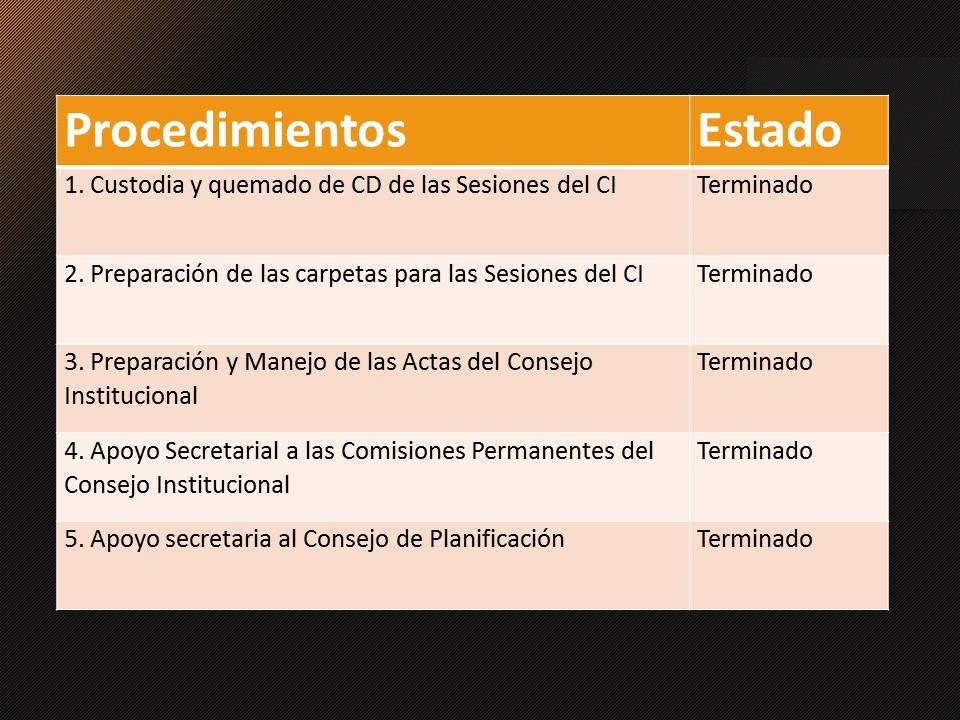 Procedimientos Estado
1. Custodia y quemado de CD de las Sesiones del CI Terminado
2. Preparación de las carpetas para las Sesiones del CI Terminado
3. Preparación y Manejo de las Actas del Consejo Terminado
Institucional
4. Apoyo Secretarial a las Comisiones Permanentes del Terminado
Consejo Institucional
5. Apoyo secretaria al Consejo de Planificación Terminado